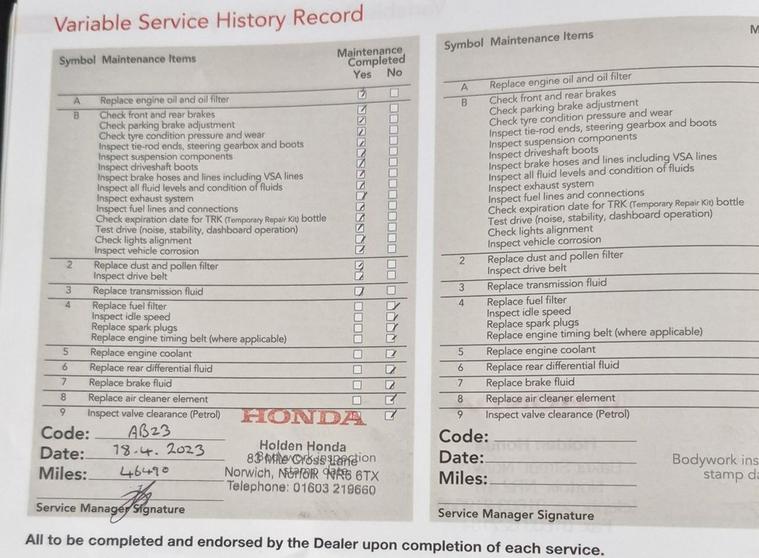 Variable Service History Record
Symbol Maintenance Items
Maintenance
Completed
Yes No
A Replace engine oil and oil filter
B Check front and rear brakes
Check parking brake adjustment
Check tyre condition pressure and wear
Inspect tie-rod ends, steering gearbox and boots
Inspect suspension components
Inspect driveshaft boots
Inspect brake hoses and lines including VSA lines
Inspect all fluid levels and condition of fluids
Inspect exhaust system
Inspect fuel lines and connections
Check expiration date for TRK (Temporary Repair Kit) bottle
Test drive (noise, stability, dashboard operation)
Check lights alignment
Inspect vehicle corrosion
2 Replace dust and pollen filter
Inspect drive belt
3 Replace transmission fluid
4 Replace fuel filter
Inspect idle speed
Replace spark plugs
Replace engine timing belt (where applicable)
5 Replace engine coolant
6 Replace rear differential fluid
7 Replace brake fluid
8 Replace air cleaner element
9 Inspect valve clearance (Petrol)
HONDA
Code: AB23
Date: 18.4.2023
Miles: 46490
Holden Honda
83 Mile Cross Lane
Norwich, Norfolk NR6 6TX
Telephone: 01603 219660
Service Manager Signature
Symbol Maintenance Items
M
A Replace engine oil and oil filter
B Check front and rear brakes
Check parking brake adjustment
Check tyre condition pressure and wear
Inspect tie-rod ends, steering gearbox and boots
Inspect suspension components
Inspect driveshaft boots
Inspect brake hoses and lines including VSA lines
Inspect all fluid levels and condition of fluids
Inspect exhaust system
Inspect fuel lines and connections
Check expiration date for TRK (Temporary Repair Kit) bottle
Test drive (noise, stability, dashboard operation)
Check lights alignment
Inspect vehicle corrosion
2 Replace dust and pollen filter
Inspect drive belt
3 Replace transmission fluid
4 Replace fuel filter
Inspect idle speed
Replace spark plugs
Replace engine timing belt (where applicable)
5 Replace engine coolant
6 Replace rear differential fluid
7 Replace brake fluid
8 Replace air cleaner element
9 Inspect valve clearance (Petrol)
Code:
Date:
Miles:
Bodywork ins
stamp da
Service Manager Signature
All to be completed and endorsed by the Dealer upon completion of each service.